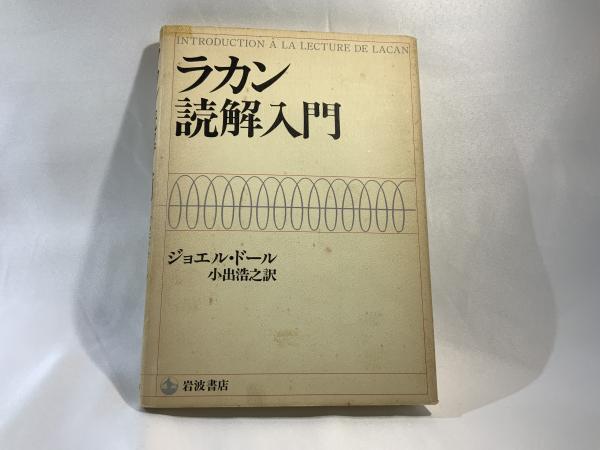 INTRODUCTION À LA LECTURE DE LACAN
ラカン
読解入門
ジョエル・ドール
小出浩之訳
岩波書店